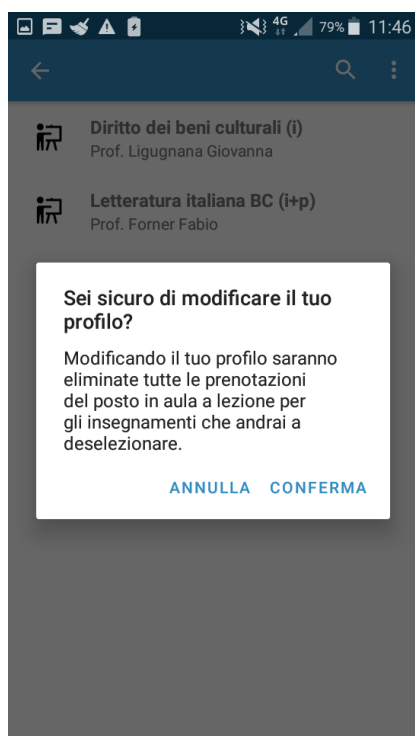 4G 79% 11:46
Diritto dei beni culturali (i)
Prof. Ligugnana Giovanna
Letteratura italiana BC (i+p)
Prof. Forner Fabio
Sei sicuro di modificare il tuo
profilo?
Modificando il tuo profilo saranno
eliminate tutte le prenotazioni
del posto in aula a lezione per
gli insegnamenti che andrai a
deselezionare.
ANNULLA CONFERMA